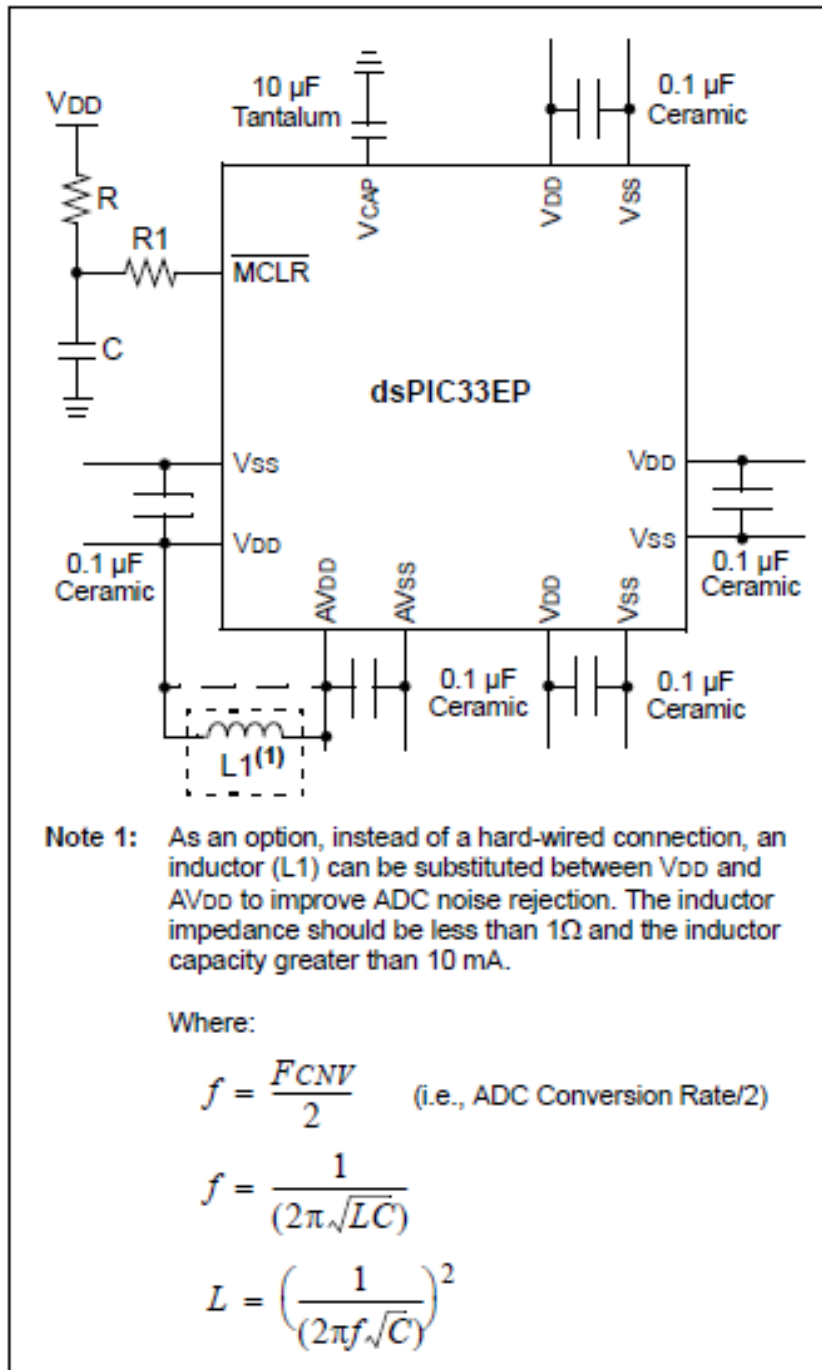 10 µF
Tantalum
0.1 µF
Ceramic
VDD
R
R1
C
VCAP
VDD
VSS
MCLR
dsPIC33EP
VSS
VDD
VDD
VSS
0.1 µF
Ceramic
0.1 µF
Ceramic
AVDD
AVSS
VDD
VSS
0.1 µF
Ceramic
0.1 µF
Ceramic
L1(1)
Note 1: As an option, instead of a hard-wired connection, an
inductor (L1) can be substituted between VDD and
AVDD to improve ADC noise rejection. The inductor
impedance should be less than 1Ω and the inductor
capacity greater than 10 mA.
Where:
f = FCNV / 2 (i.e., ADC Conversion Rate/2)
f = 1 / (2π√LC)
L = (1 / (2πf√C))²